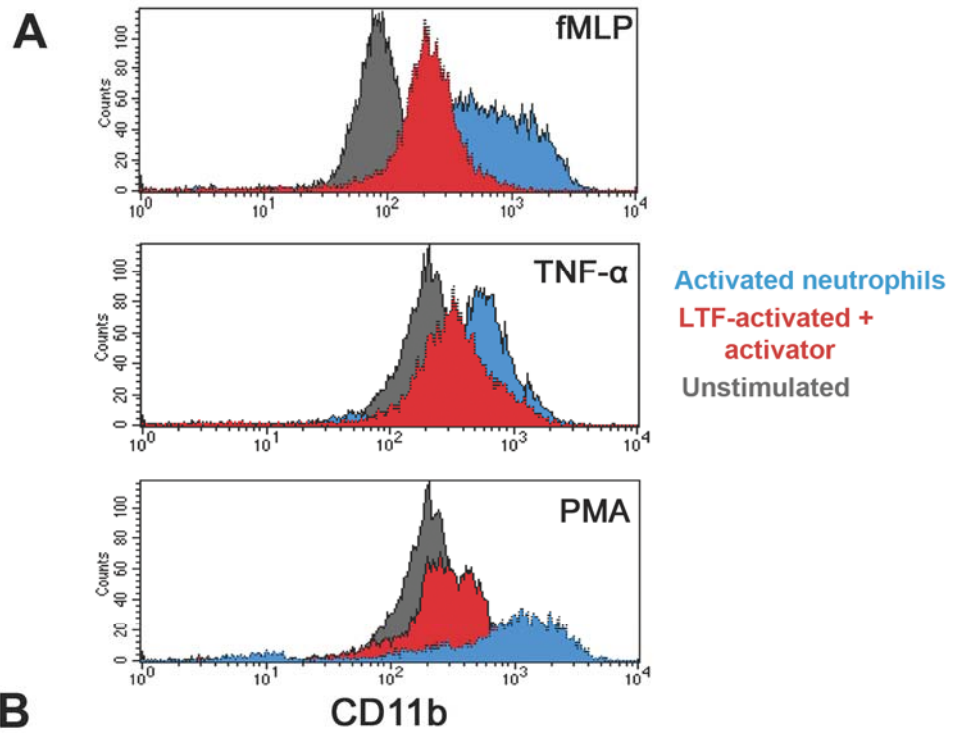 A
fMLP
Counts
0 20 40 60 80 100
10^0 10^1 10^2 10^3 10^4
TNF-α
Counts
0 20 40 60 80 100
10^0 10^1 10^2 10^3 10^4
Activated neutrophils
LTF-activated +
activator
Unstimulated
PMA
Counts
0 20 40 60 80 100
10^0 10^1 10^2 10^3 10^4
CD11b
B